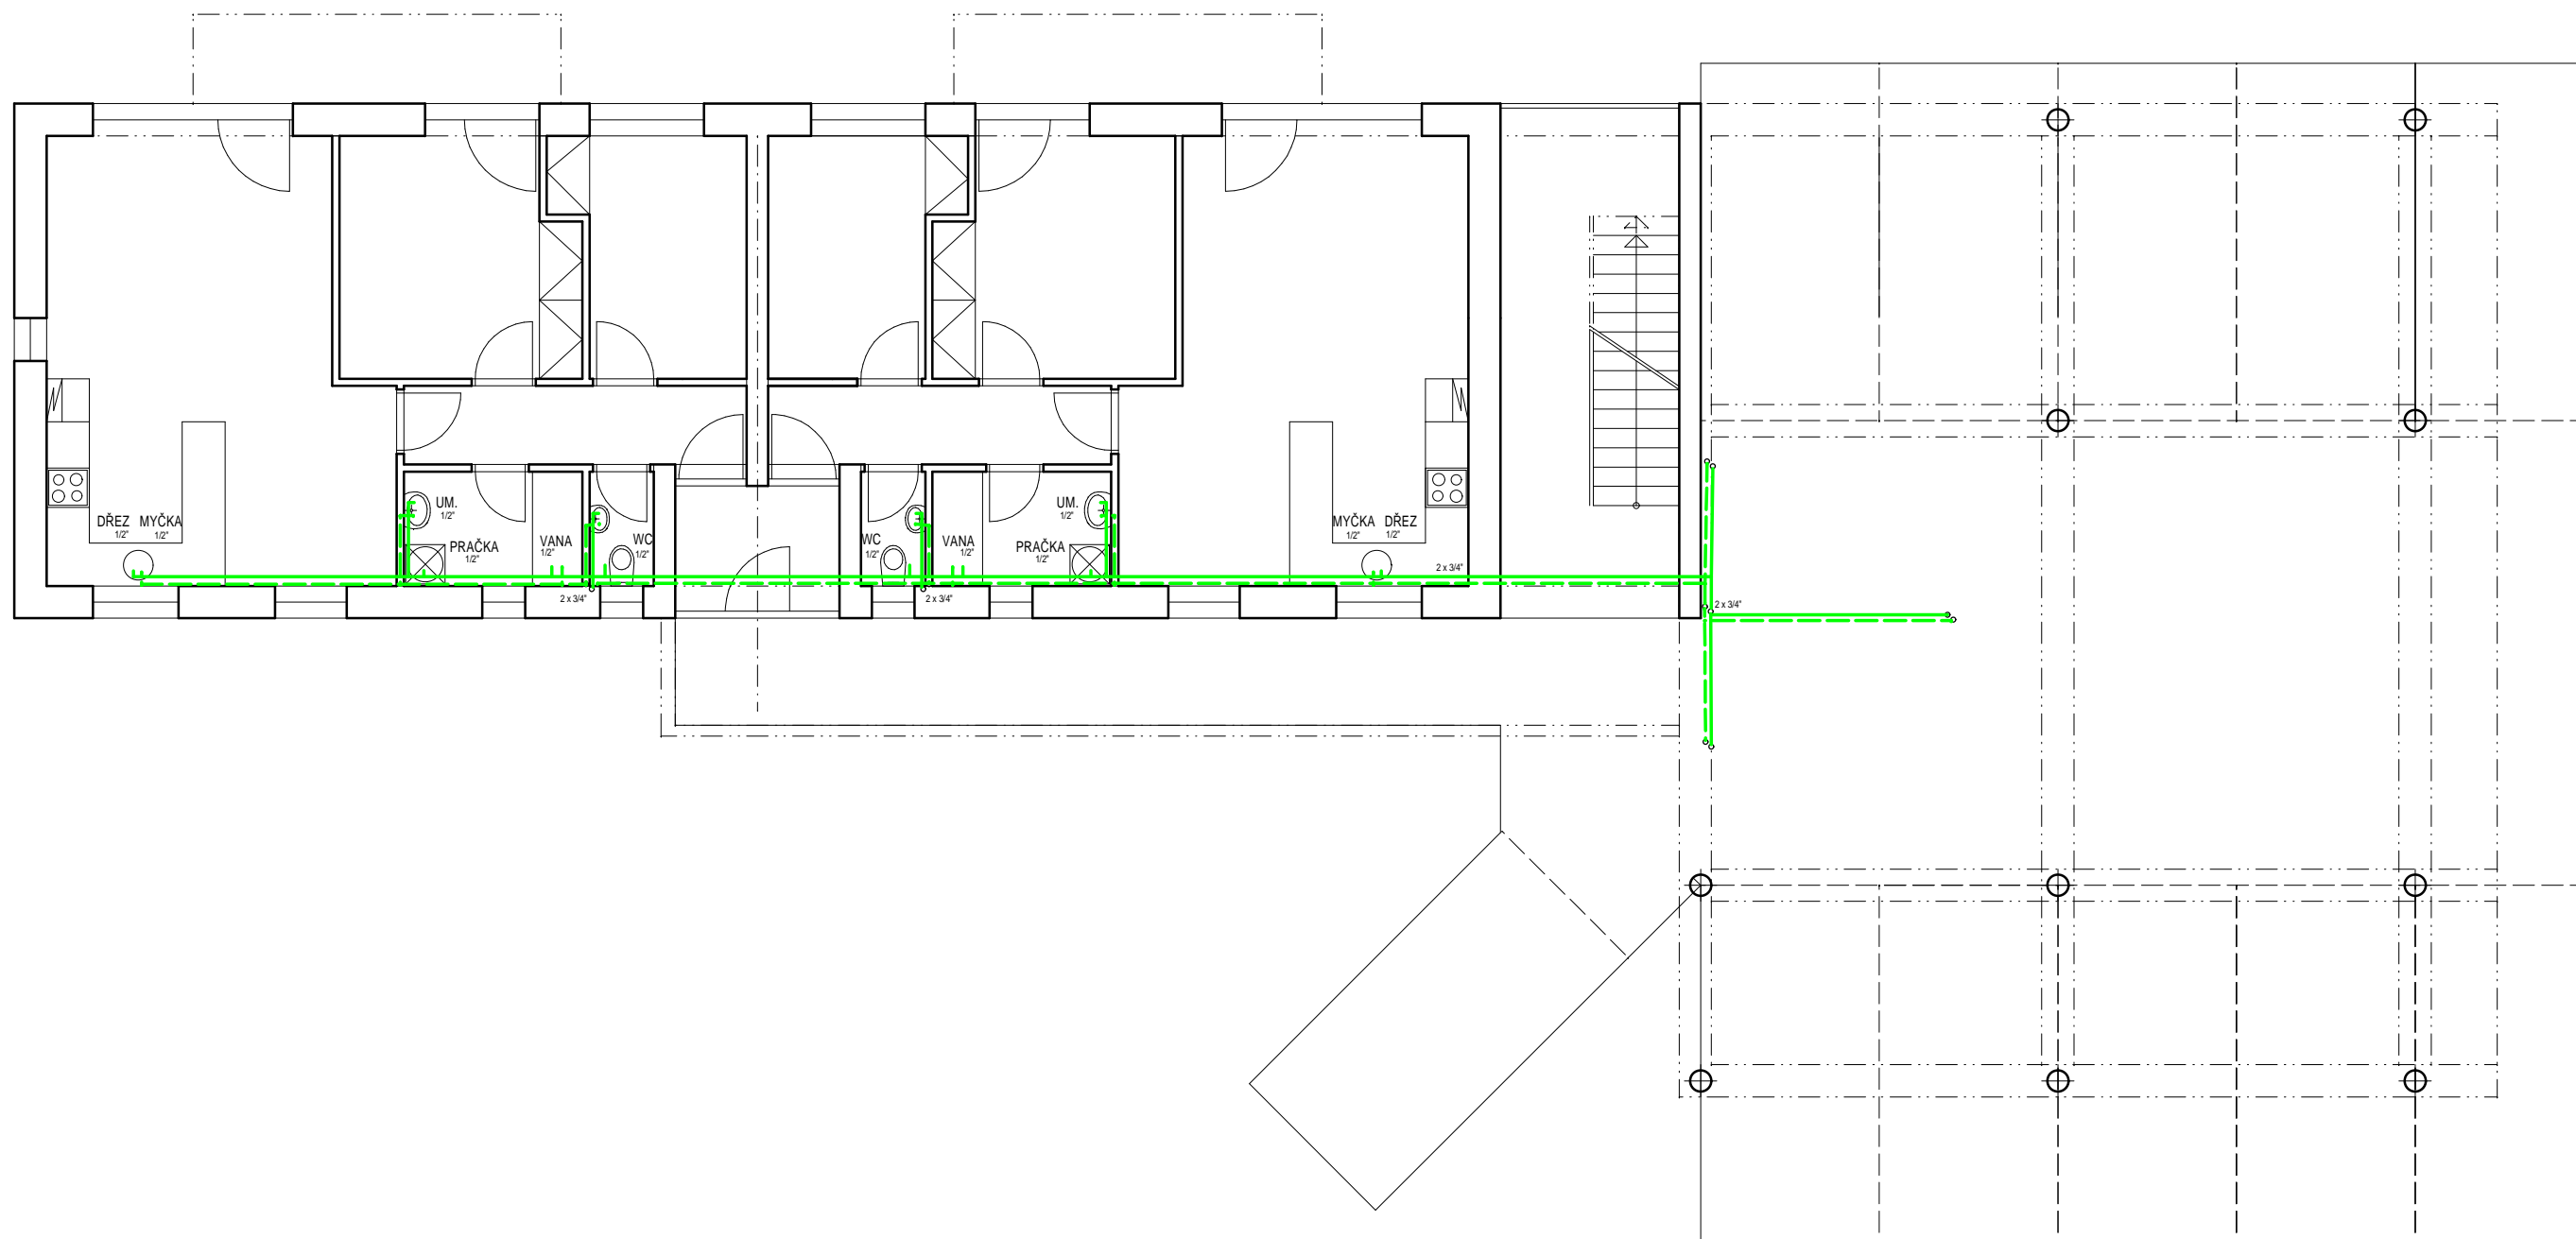 UM.
1/2"
DŘEZ MYČKA
1/2" 1/2"
PRAČKA
1/2"
VANA
1/2"
WC
1/2"
2 x 3/4"
WC
1/2"
VANA
1/2"
UM.
1/2"
PRAČKA
1/2"
2 x 3/4"
MYČKA DŘEZ
1/2" 1/2"
2 x 3/4"
2 x 3/4"